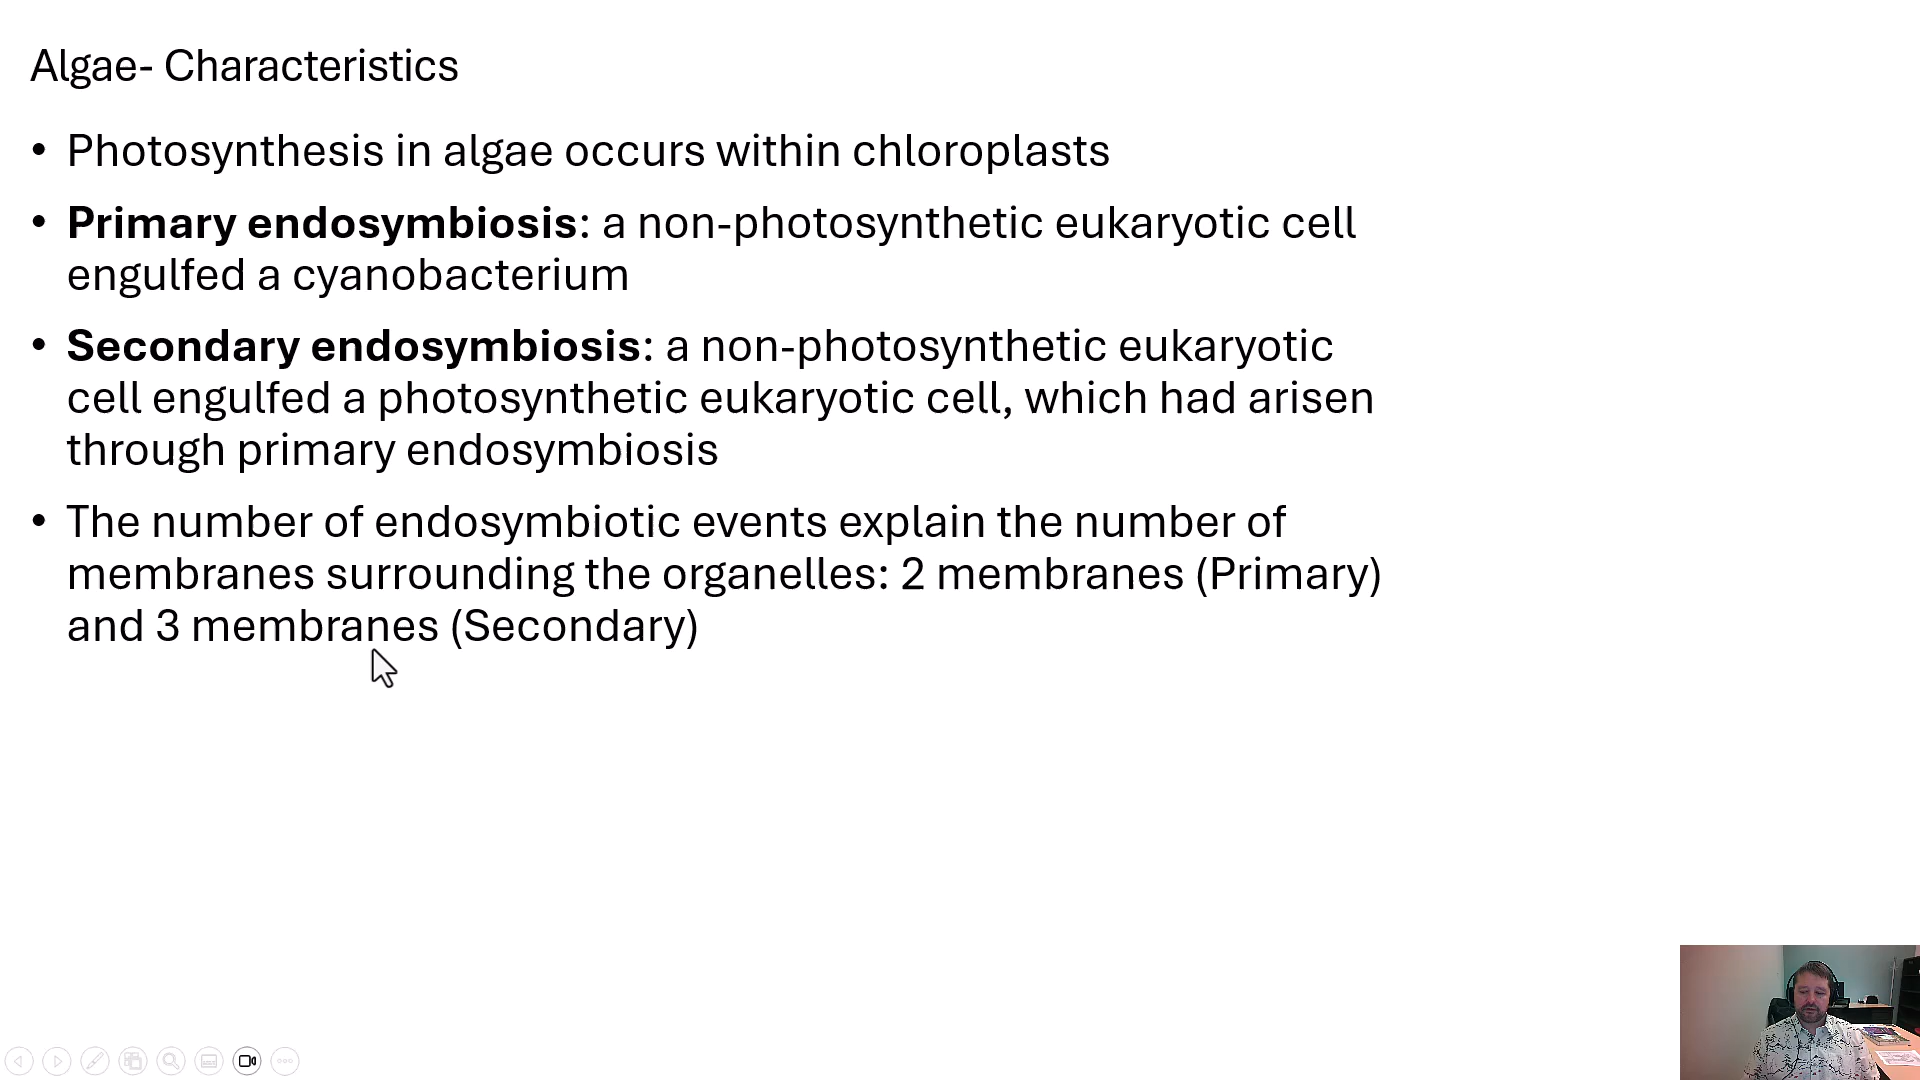 Algae- Characteristics
• Photosynthesis in algae occurs within chloroplasts
• Primary endosymbiosis: a non-photosynthetic eukaryotic cell
engulfed a cyanobacterium
• Secondary endosymbiosis: a non-photosynthetic eukaryotic
cell engulfed a photosynthetic eukaryotic cell, which had arisen
through primary endosymbiosis
• The number of endosymbiotic events explain the number of
membranes surrounding the organelles: 2 membranes (Primary)
and 3 membranes (Secondary)